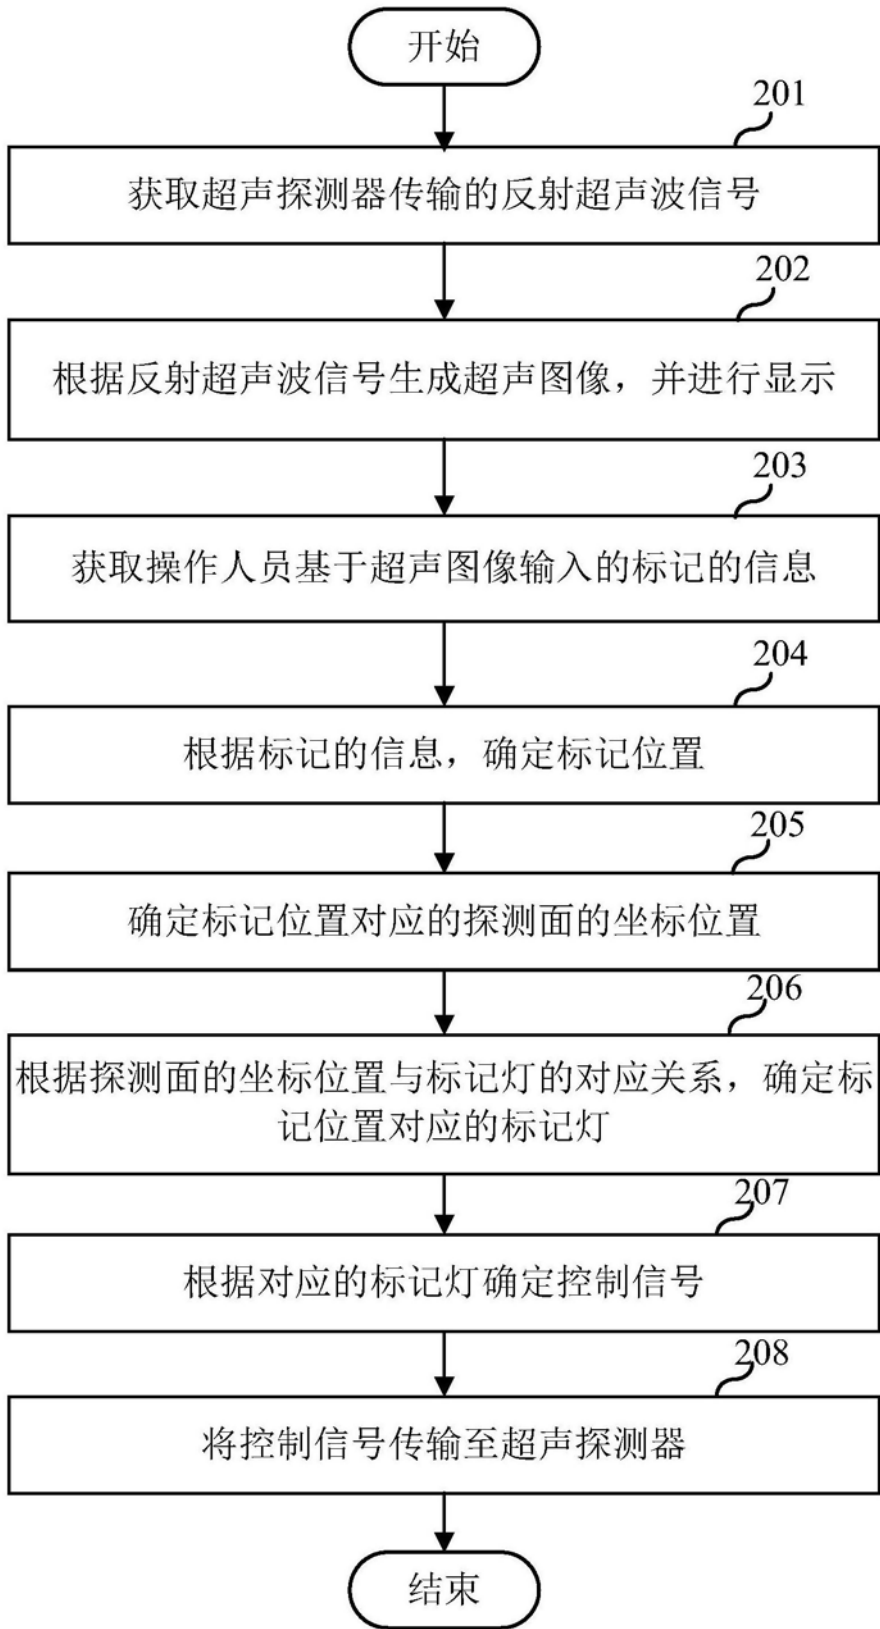 开始
201
获取超声探测器传输的反射超声波信号
202
根据反射超声波信号生成超声图像，并进行显示
203
获取操作人员基于超声图像输入的标记的信息
204
根据标记的信息，确定标记位置
205
确定标记位置对应的探测面的坐标位置
206
根据探测面的坐标位置与标记灯的对应关系，确定标
记位置对应的标记灯
207
根据对应的标记灯确定控制信号
208
将控制信号传输至超声探测器
结束